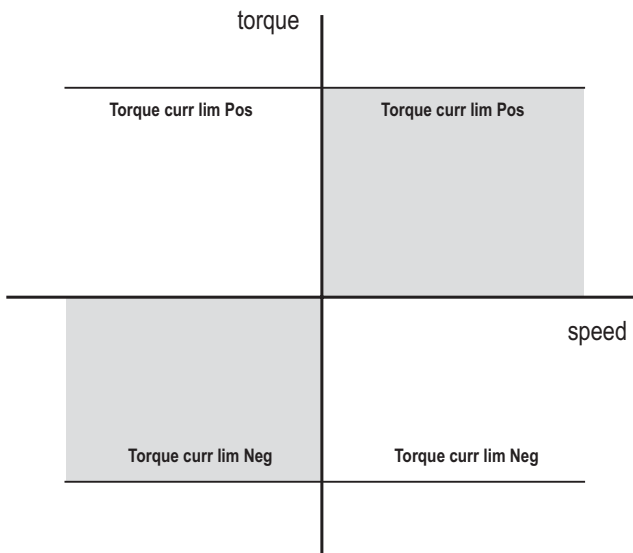 torque
Torque curr lim Pos
Torque curr lim Pos
speed
Torque curr lim Neg
Torque curr lim Neg